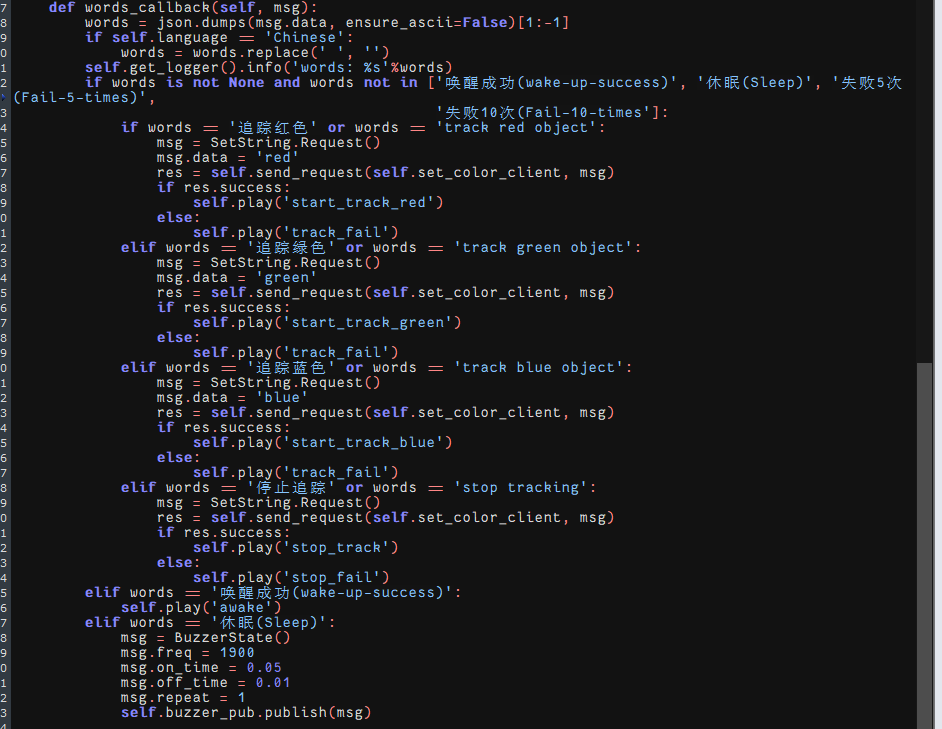 7 def words_callback(self, msg):
8 words = json.dumps(msg.data, ensure_ascii=False)[1:-1]
9 if self.language == 'Chinese':
0 words = words.replace(' ', '')
1 self.get_logger().info('words: %s'%words)
2 if words is not None and words not in ['唤醒成功(wake-up-success)', '休眠(Sleep)', '失败5次
(Fail-5-times)',
3 '失败10次(Fail-10-times']:
4 if words == '追踪红色' or words == 'track red object':
5 msg = SetString.Request()
6 msg.data = 'red'
7 res = self.send_request(self.set_color_client, msg)
8 if res.success:
9 self.play('start_track_red')
0 else:
1 self.play('track_fail')
2 elif words == '追踪绿色' or words == 'track green object':
3 msg = SetString.Request()
4 msg.data = 'green'
5 res = self.send_request(self.set_color_client, msg)
6 if res.success:
7 self.play('start_track_green')
8 else:
9 self.play('track_fail')
0 elif words == '追踪蓝色' or words == 'track blue object':
1 msg = SetString.Request()
2 msg.data = 'blue'
3 res = self.send_request(self.set_color_client, msg)
4 if res.success:
5 self.play('start_track_blue')
6 else:
7 self.play('track_fail')
8 elif words == '停止追踪' or words == 'stop tracking':
9 msg = SetString.Request()
0 res = self.send_request(self.set_color_client, msg)
1 if res.success:
2 self.play('stop_track')
3 else:
4 self.play('stop_fail')
5 elif words == '唤醒成功(wake-up-success)':
6 self.play('awake')
7 elif words == '休眠(Sleep)':
8 msg = BuzzerState()
9 msg.freq = 1900
0 msg.on_time = 0.05
1 msg.off_time = 0.01
2 msg.repeat = 1
3 self.buzzer_pub.publish(msg)
4